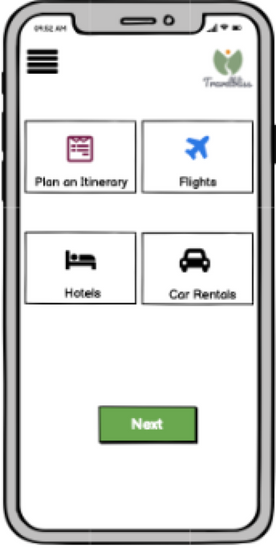 09:52 AM
Travelbliss
Plan an Itinerary
Flights
Hotels
Car Rentals
Next